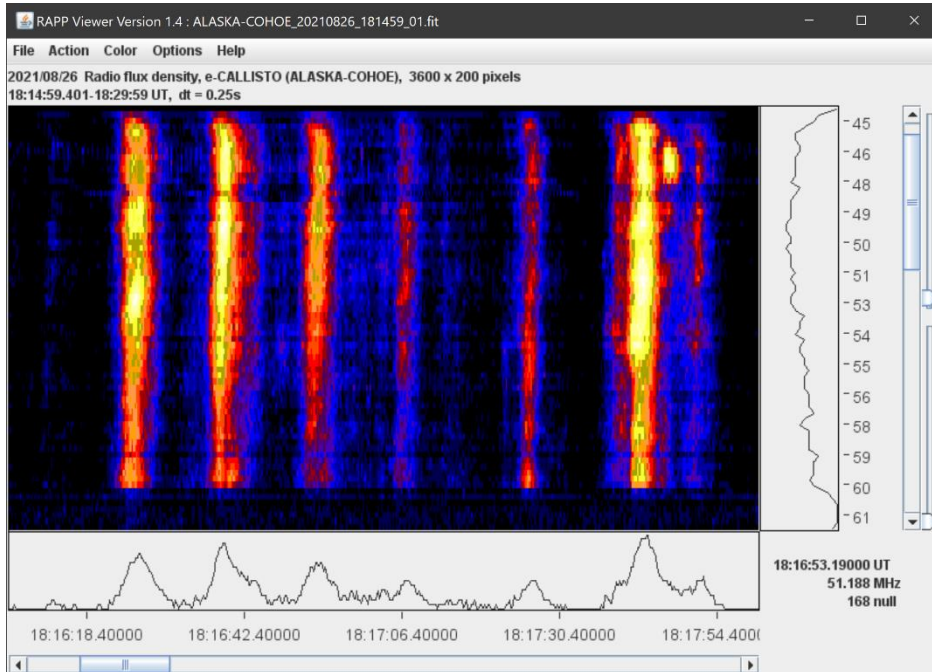 RAPP Viewer Version 1.4 : ALASKA-COHOE_20210826_181459_01.fit
File Action Color Options Help
2021/08/26 Radio flux density, e-CALLISTO (ALASKA-COHOE), 3600 x 200 pixels
18:14:59.401-18:29:59 UT, dt = 0.25s
45
46
48
49
50
51
53
54
55
56
58
59
60
61
18:16:53.19000 UT
51.188 MHz
168 null
18:16:18.40000 18:16:42.40000 18:17:06.40000 18:17:30.40000 18:17:54.4000